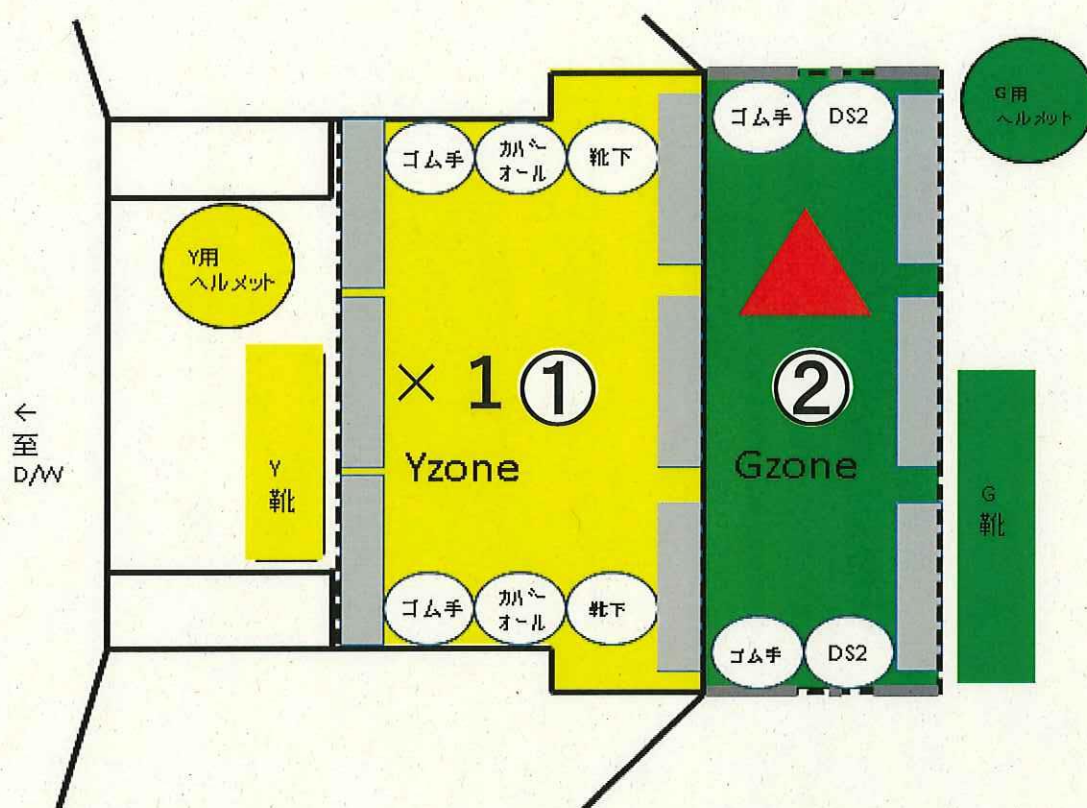 ゴム手
カバー
オール
靴下
ゴム手
DS2
G用
ヘルメット
Y用
ヘルメット
×1
①
②
Yzone
Gzone
←
至
D/W
Y
靴
G
靴
ゴム手
カバー
オール
靴下
ゴム手
DS2